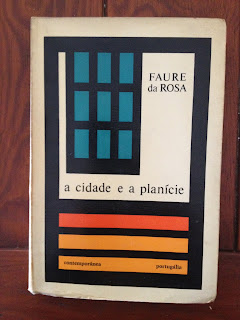 FAURE
da ROSA
a cidade e a planície
contemporânea portugália